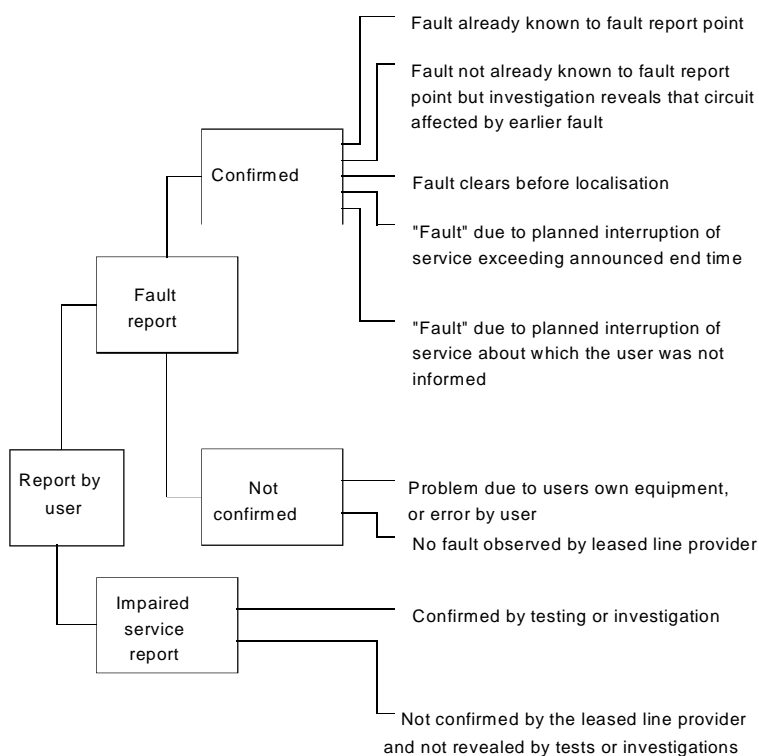 Fault already known to fault report point
Fault not already known to fault report
point but investigation reveals that circuit
affected by earlier fault
Confirmed
Fault clears before localisation
"Fault" due to planned interruption of
service exceeding announced end time
Fault
report
"Fault" due to planned interruption of
service about which the user was not
informed
Report by
user
Not
confirmed
Problem due to users own equipment,
or error by user
No fault observed by leased line provider
Impaired
service
report
Confirmed by testing or investigation
Not confirmed by the leased line provider
and not revealed by tests or investigations